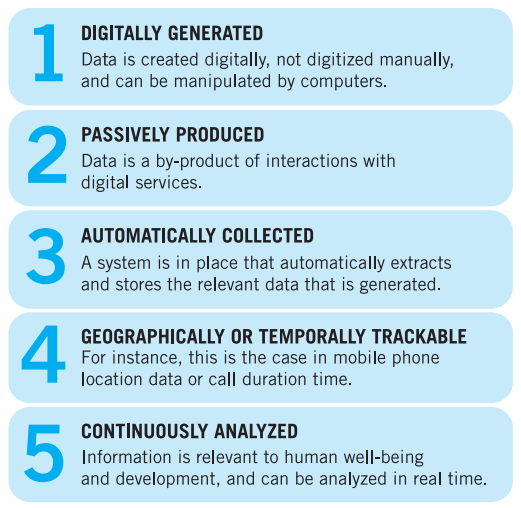 1
DIGITALLY GENERATED
Data is created digitally, not digitized manually,
and can be manipulated by computers.
2
PASSIVELY PRODUCED
Data is a by-product of interactions with
digital services.
3
AUTOMATICALLY COLLECTED
A system is in place that automatically extracts
and stores the relevant data that is generated.
4
GEOGRAPHICALLY OR TEMPORALLY TRACKABLE
For instance, this is the case in mobile phone
location data or call duration time.
5
CONTINUOUSLY ANALYZED
Information is relevant to human well-being
and development, and can be analyzed in real time.